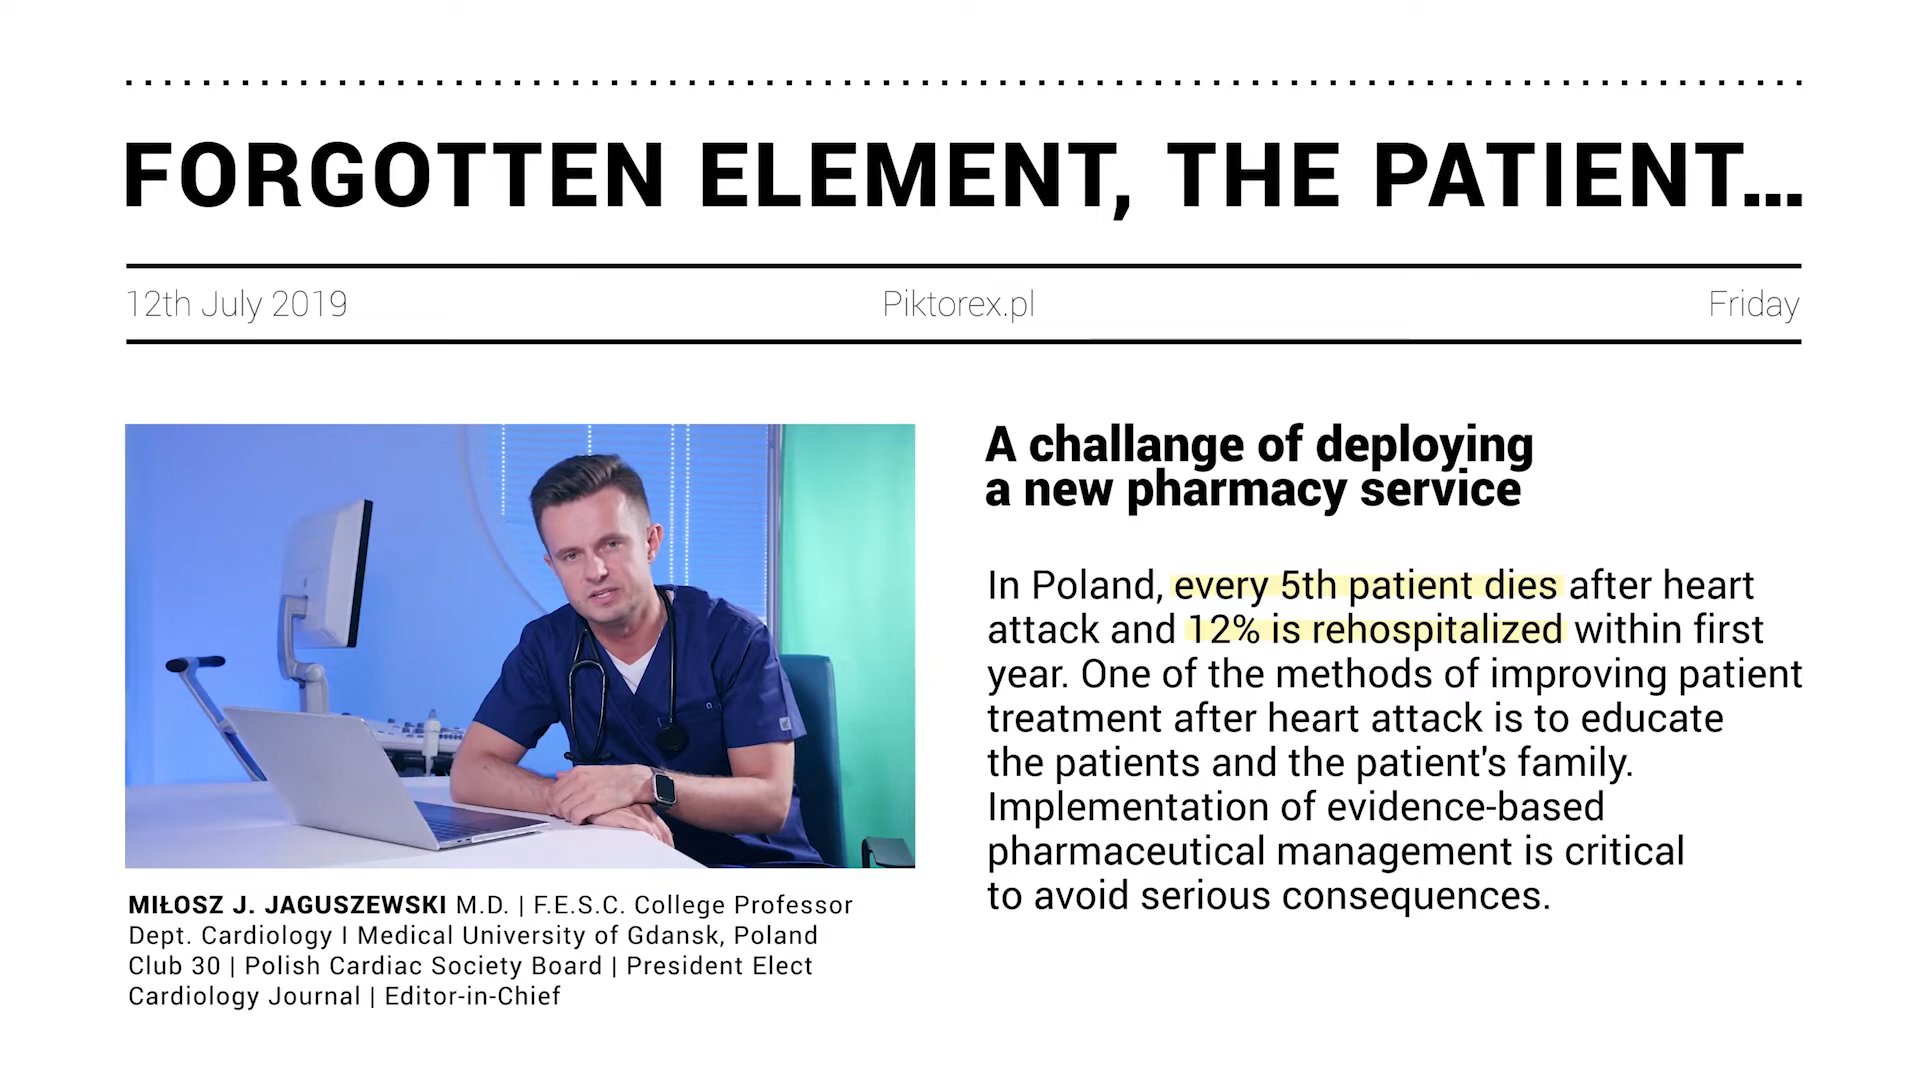 FORGOTTEN ELEMENT, THE PATIENT...
12th July 2019
Piktorex.pl
Friday
MIŁOSZ J. JAGUSZEWSKI M.D. | F.E.S.C. College Professor
Dept. Cardiology I Medical University of Gdansk, Poland
Club 30 | Polish Cardiac Society Board | President Elect
Cardiology Journal | Editor-in-Chief
A challange of deploying
a new pharmacy service
In Poland, every 5th patient dies after heart
attack and 12% is rehospitalized within first
year. One of the methods of improving patient
treatment after heart attack is to educate
the patients and the patient's family.
Implementation of evidence-based
pharmaceutical management is critical
to avoid serious consequences.